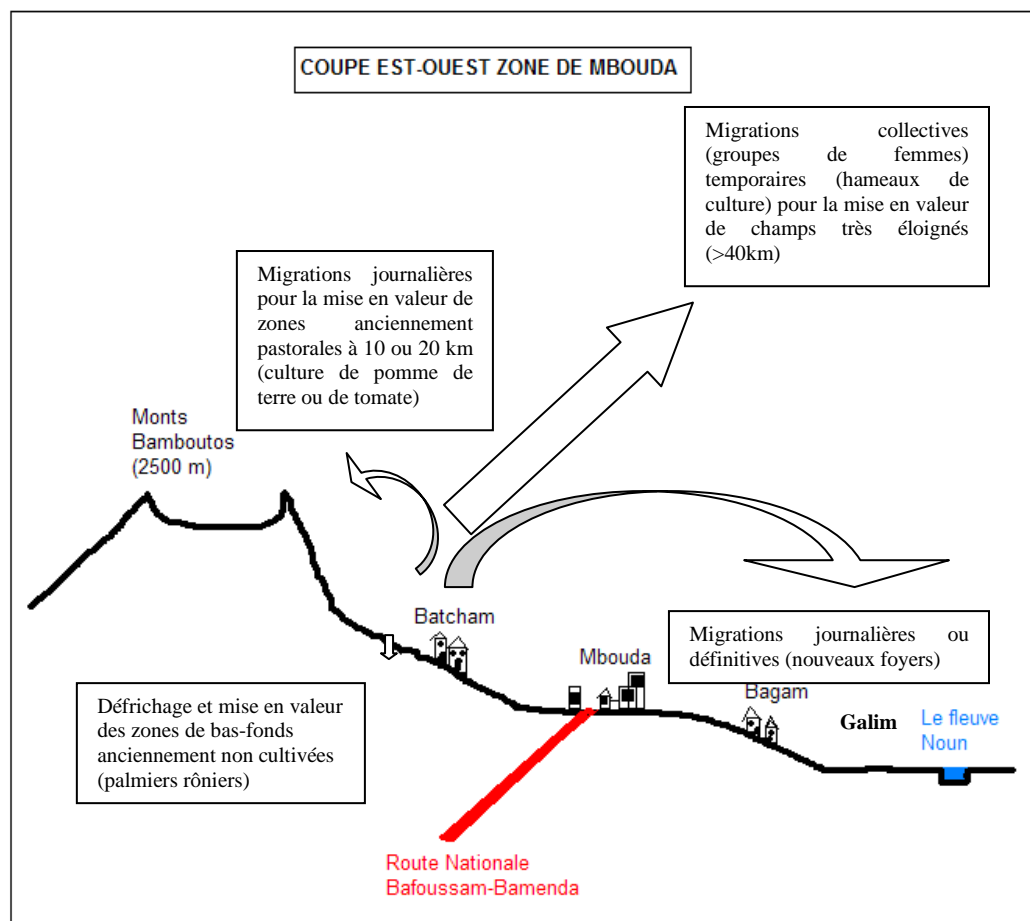 COUPE EST-OUEST ZONE DE MBOUDA
Migrations collectives
(groupes de femmes)
temporaires (hameaux de
culture) pour la mise en valeur
de champs très éloignés
(>40km)
Migrations journalières
pour la mise en valeur de
zones anciennement
pastorales à 10 ou 20 km
(culture de pomme de
terre ou de tomate)
Monts
Bamboutos
(2500 m)
Batcham
Mbouda
Migrations journalières ou
définitives (nouveaux foyers)
Bagam
Galim
Le fleuve
Noun
Défrichage et mise en valeur
des zones de bas-fonds
anciennement non cultivées
(palmiers rôniers)
Route Nationale
Bafoussam-Bamenda